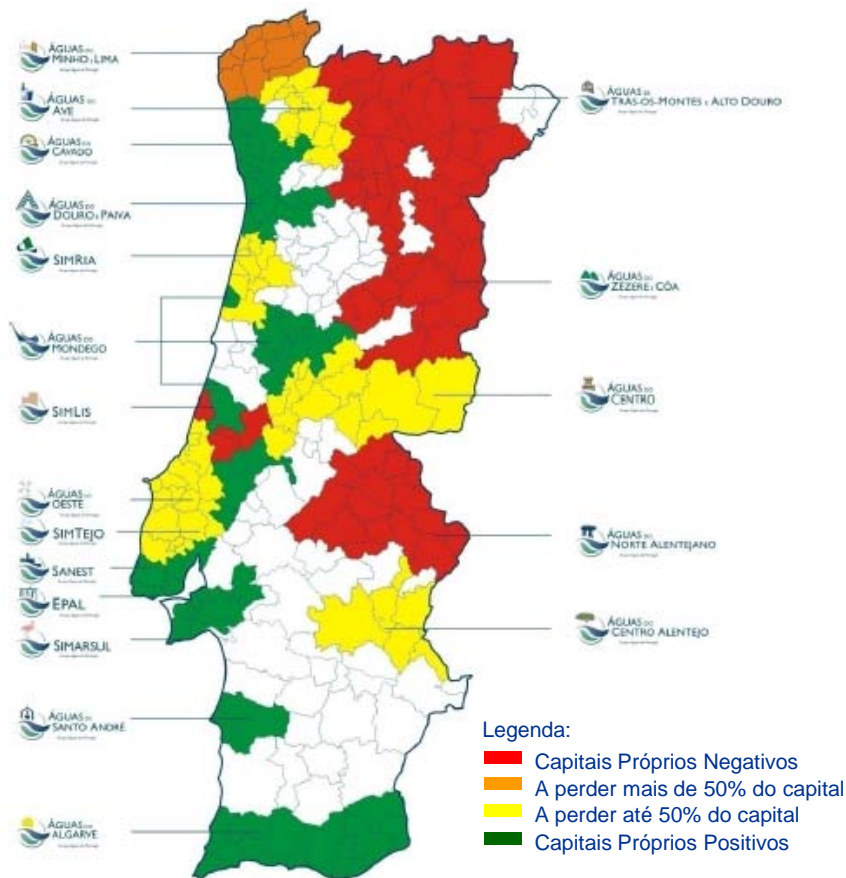 ÁGUAS DO
MINHO E LIMA
ÁGUAS DO
AVE
ÁGUAS DO
CÁVADO
ÁGUAS DO
DOURO E PAIVA
SIMRIA
ÁGUAS DO
MONDEGO
SIMLIS
ÁGUAS DO
OESTE
SIMTEJO
SANEST
EPAL
SIMARSUL
ÁGUAS DE
SANTO ANDRÉ
ÁGUAS DO
ALGARVE
ÁGUAS DE
TRÁS-OS-MONTES E ALTO DOURO
ÁGUAS DO
ZÊZERE E CÔA
ÁGUAS DO
CENTRO
ÁGUAS DO
NORTE ALENTEJANO
ÁGUAS DO
CENTRO ALENTEJO
Legenda:
Capitais Próprios Negativos
A perder mais de 50% do capital
A perder até 50% do capital
Capitais Próprios Positivos